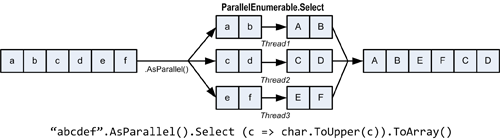 ParallelEnumerable.Select
a b A B
Thread1
a b c d e f .AsParallel() c d C D A B E F C D
Thread2
e f E F
Thread3
“abcdef”.AsParallel().Select (c => char.ToUpper(c)).ToArray()